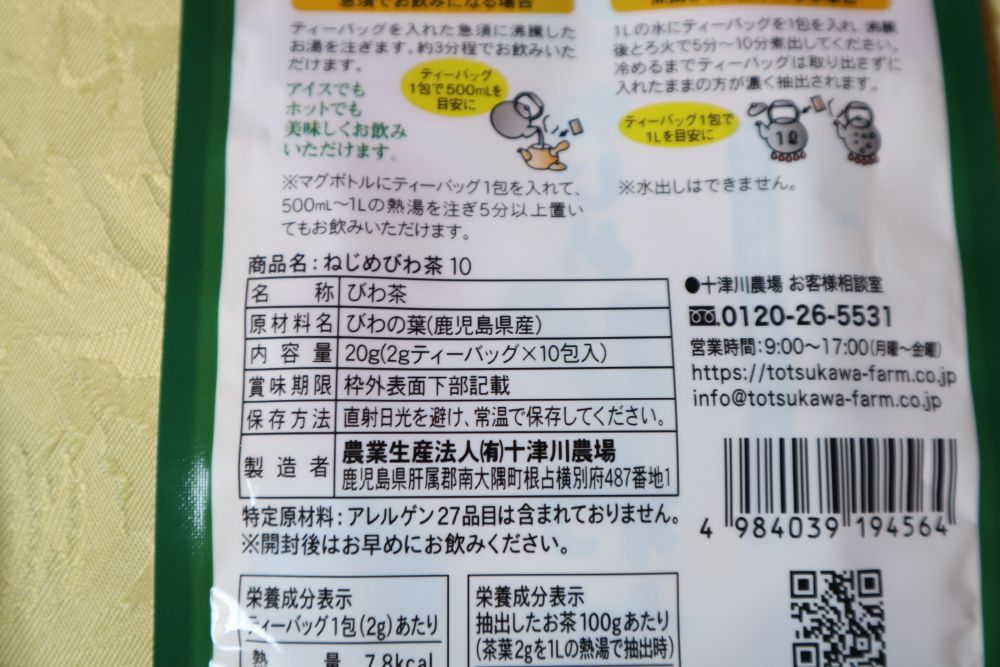 急須でお飲みになる場合
ティーバッグを入れた急須に沸騰した
お湯を注ぎます。約3分程でお飲みいた
だけます。
アイスでも
ホットでも
美味しくお飲み
いただけます。
ティーバッグ
1包で500mLを
目安に
※マグボトルにティーバッグ1包を入れて、
500mL〜1Lの熱湯を注ぎ5分以上置い
てもお飲みいただけます。
1Lの水にティーバッグを1包を入れ、沸騰
後とろ火で5分〜10分煮出してください。
冷めるまでティーバッグは取り出さずに
入れたままの方が濃く抽出されます。
ティーバッグ1包で
1Lを目安に
1ℓ
※水出しはできません。
商品名:ねじめびわ茶10
名称 びわ茶
原材料名 びわの葉(鹿児島県産)
内容量 20g(2gティーバッグ×10包入)
賞味期限 枠外表面下部記載
保存方法 直射日光を避け、常温で保存してください。
製造者 農業生産法人(有)十津川農場
鹿児島県肝属郡南大隅町根占横別府487番地1
特定原材料:アレルゲン27品目は含まれておりません。
※開封後はお早めにお飲みください。
●十津川農場 お客様相談室
0120-26-5531
営業時間:9:00〜17:00(月曜〜金曜)
https://totsukawa-farm.co.jp
info@totsukawa-farm.co.jp
4 984039 194564
栄養成分表示
ティーバッグ1包(2g)あたり
熱量 7.8kcal
栄養成分表示
抽出したお茶100gあたり
(茶葉2gを1Lの熱湯で抽出時)